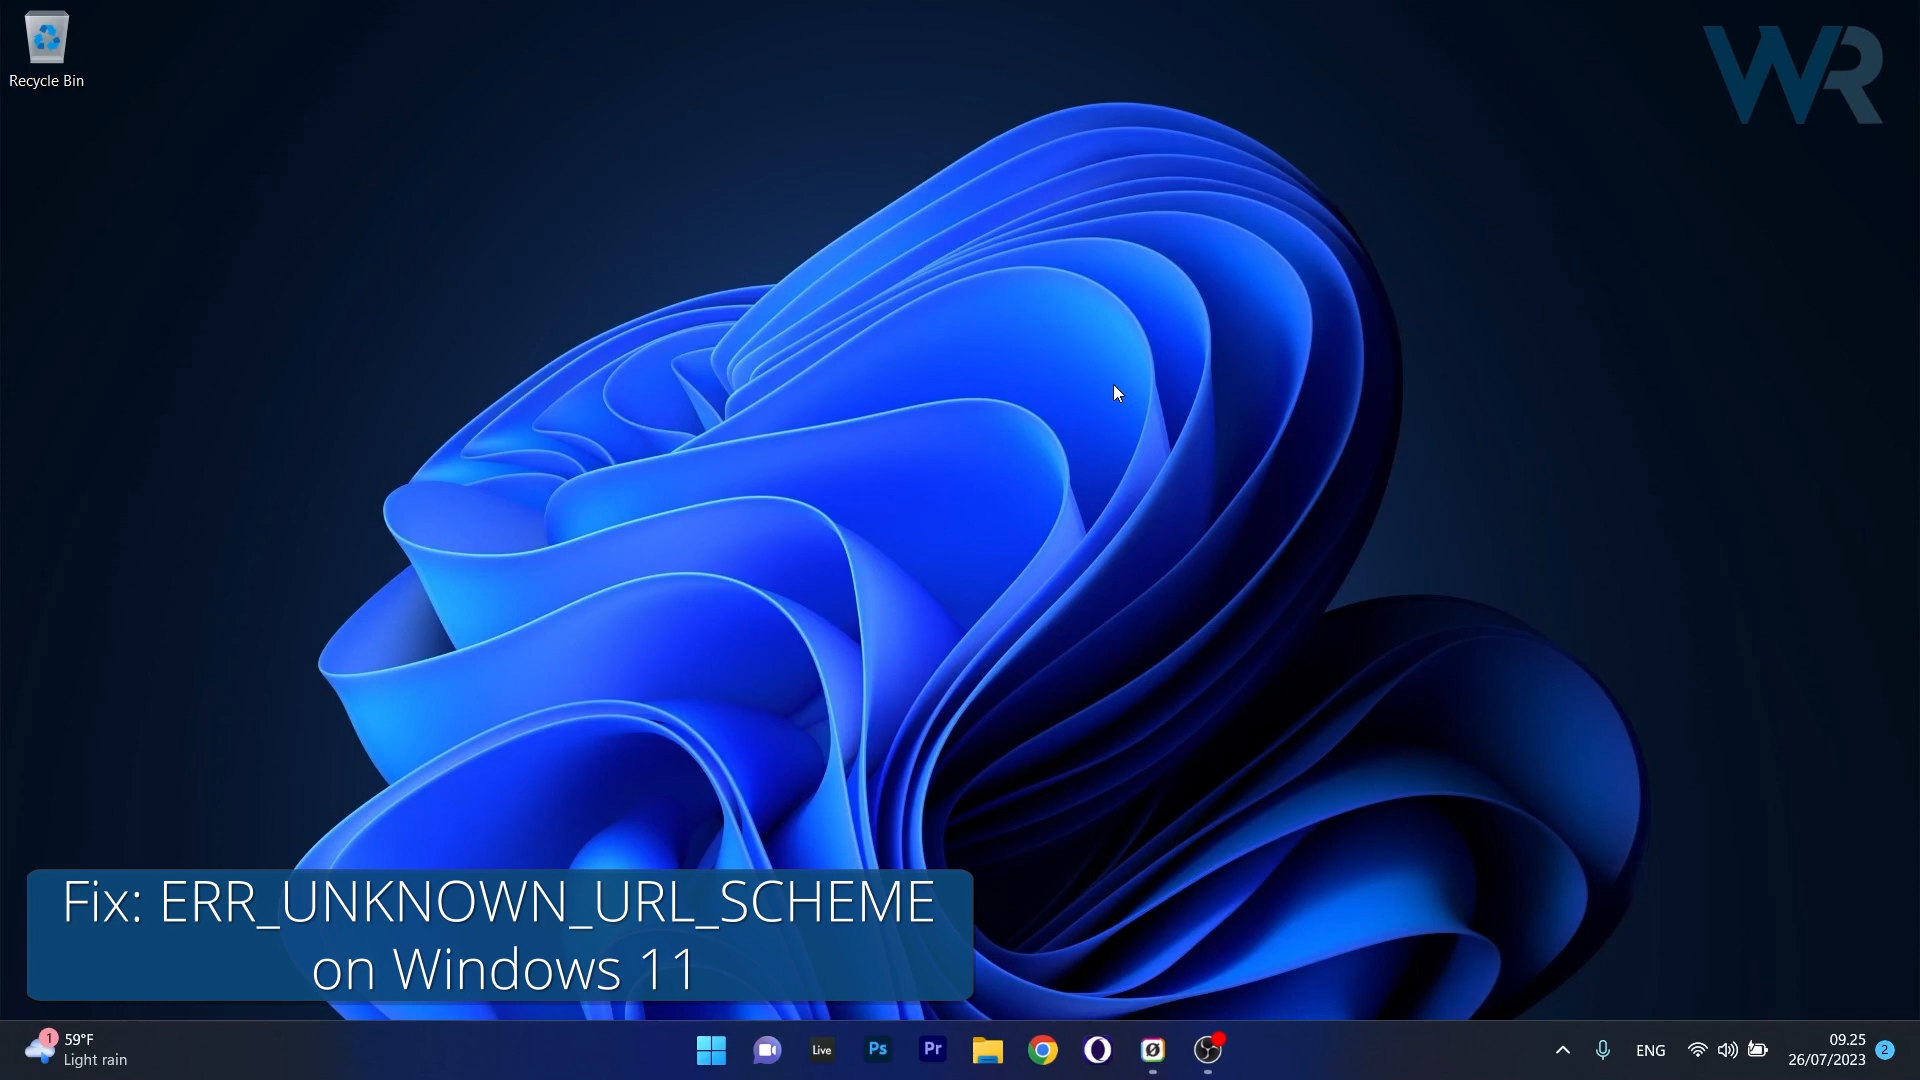 Recycle Bin
WR
Fix: ERR_UNKNOWN_URL_SCHEME
on Windows 11
1
59°F
Light rain
Live
Ps
Pr
ENG
09.25
26/07/2023
2